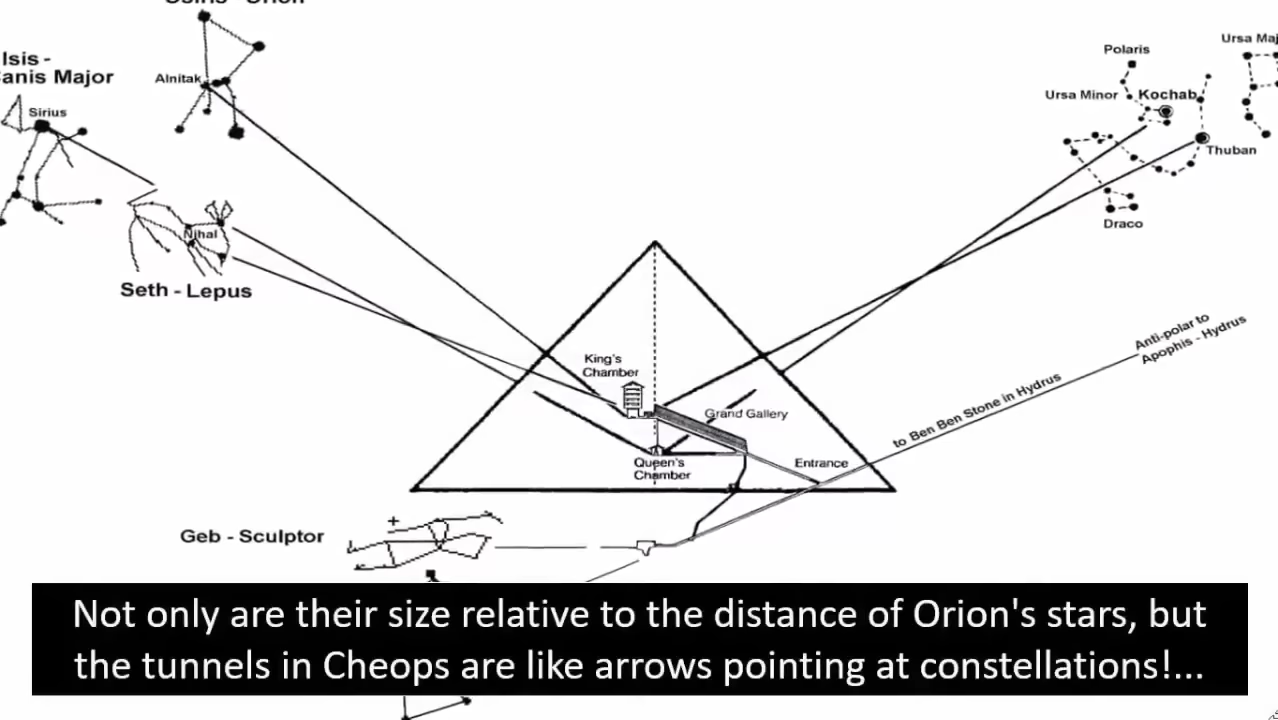 Osiris - Orion
Isis -
Canis Major
Sirius
Alnitak
Nihal
Seth - Lepus
Polaris
Ursa Maj
Ursa Minor
Kochab
Thuban
Draco
King's
Chamber
Grand Gallery
Queen's
Chamber
Entrance
to Ben Ben Stone in Hydrus
Anti-polar to
Apophis - Hydrus
Geb - Sculptor
Not only are their size relative to the distance of Orion's stars, but
the tunnels in Cheops are like arrows pointing at constellations!...